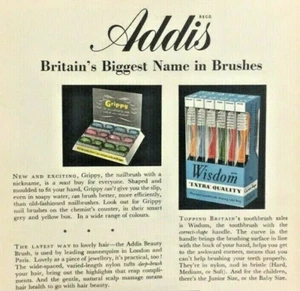 Addis
REGD
Britain's Biggest Name in Brushes
Grippy
Wisdom
EXTRA QUALITY
NEW AND EXCITING, Grippy, the nailbrush with a
nickname, is a must buy for everyone. Shaped and
moulded to fit your hand, Grippy can't give you the slip,
even in soapy water, can brush better, more efficiently,
than old-fashioned nailbrushes. Look out for Grippy
nail brushes on the chemist's counter, in their smart
grey and yellow box. In a wide range of colours.
* * *
THE LATEST WAY to lovely hair—the Addis Beauty
Brush, is used by leading hairdressers in London and
Paris. Lovely as a piece of jewellery, it's practical, too!
The wide-spaced, varied-length nylon tufts deep-brush
your hair, bring out the highlights that reap compli-
ments. And the gentle, natural scalp massage means
hair health to go with hair beauty.
TOPPING BRITAIN'S toothbrush sales
is Wisdom, the toothbrush with the
correct-shape handle. The curve in the
handle brings the brushing surface in line
with the back of your hand, helps you get
to the awkward corners, means that you
can't help brushing your teeth properly.
They're in nylon, and in bristle (Hard,
Medium, or Soft). And for the children,
there's the Junior Size, or the Baby Size.